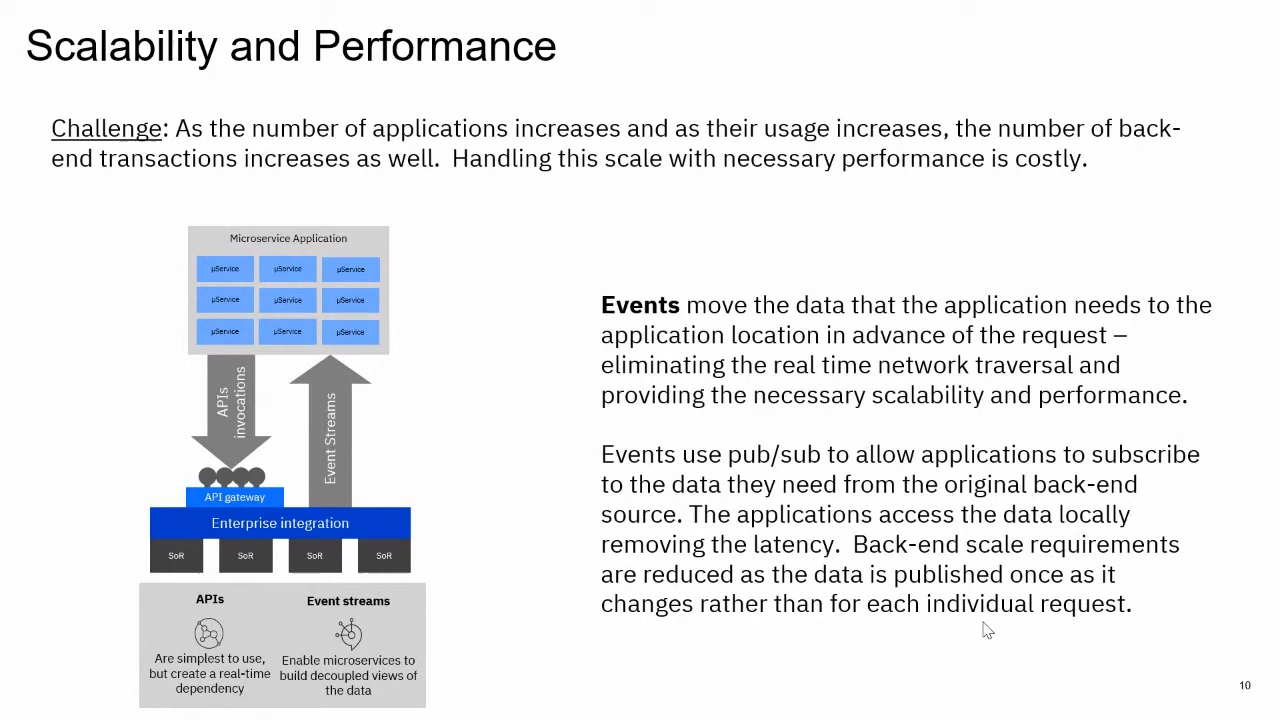 Scalability and Performance
Challenge: As the number of applications increases and as their usage increases, the number of back-
end transactions increases as well.  Handling this scale with necessary performance is costly.
Microservice Application
µService µService µService
µService µService µService
µService µService µService
APIs
invocations
Event Streams
API gateway
Enterprise integration
SoR SoR SoR SoR
APIs
Are simplest to use,
but create a real-time
dependency
Event streams
Enable microservices to
build decoupled views of
the data
Events move the data that the application needs to the
application location in advance of the request –
eliminating the real time network traversal and
providing the necessary scalability and performance.
Events use pub/sub to allow applications to subscribe
to the data they need from the original back-end
source. The applications access the data locally
removing the latency.  Back-end scale requirements
are reduced as the data is published once as it
changes rather than for each individual request.
10